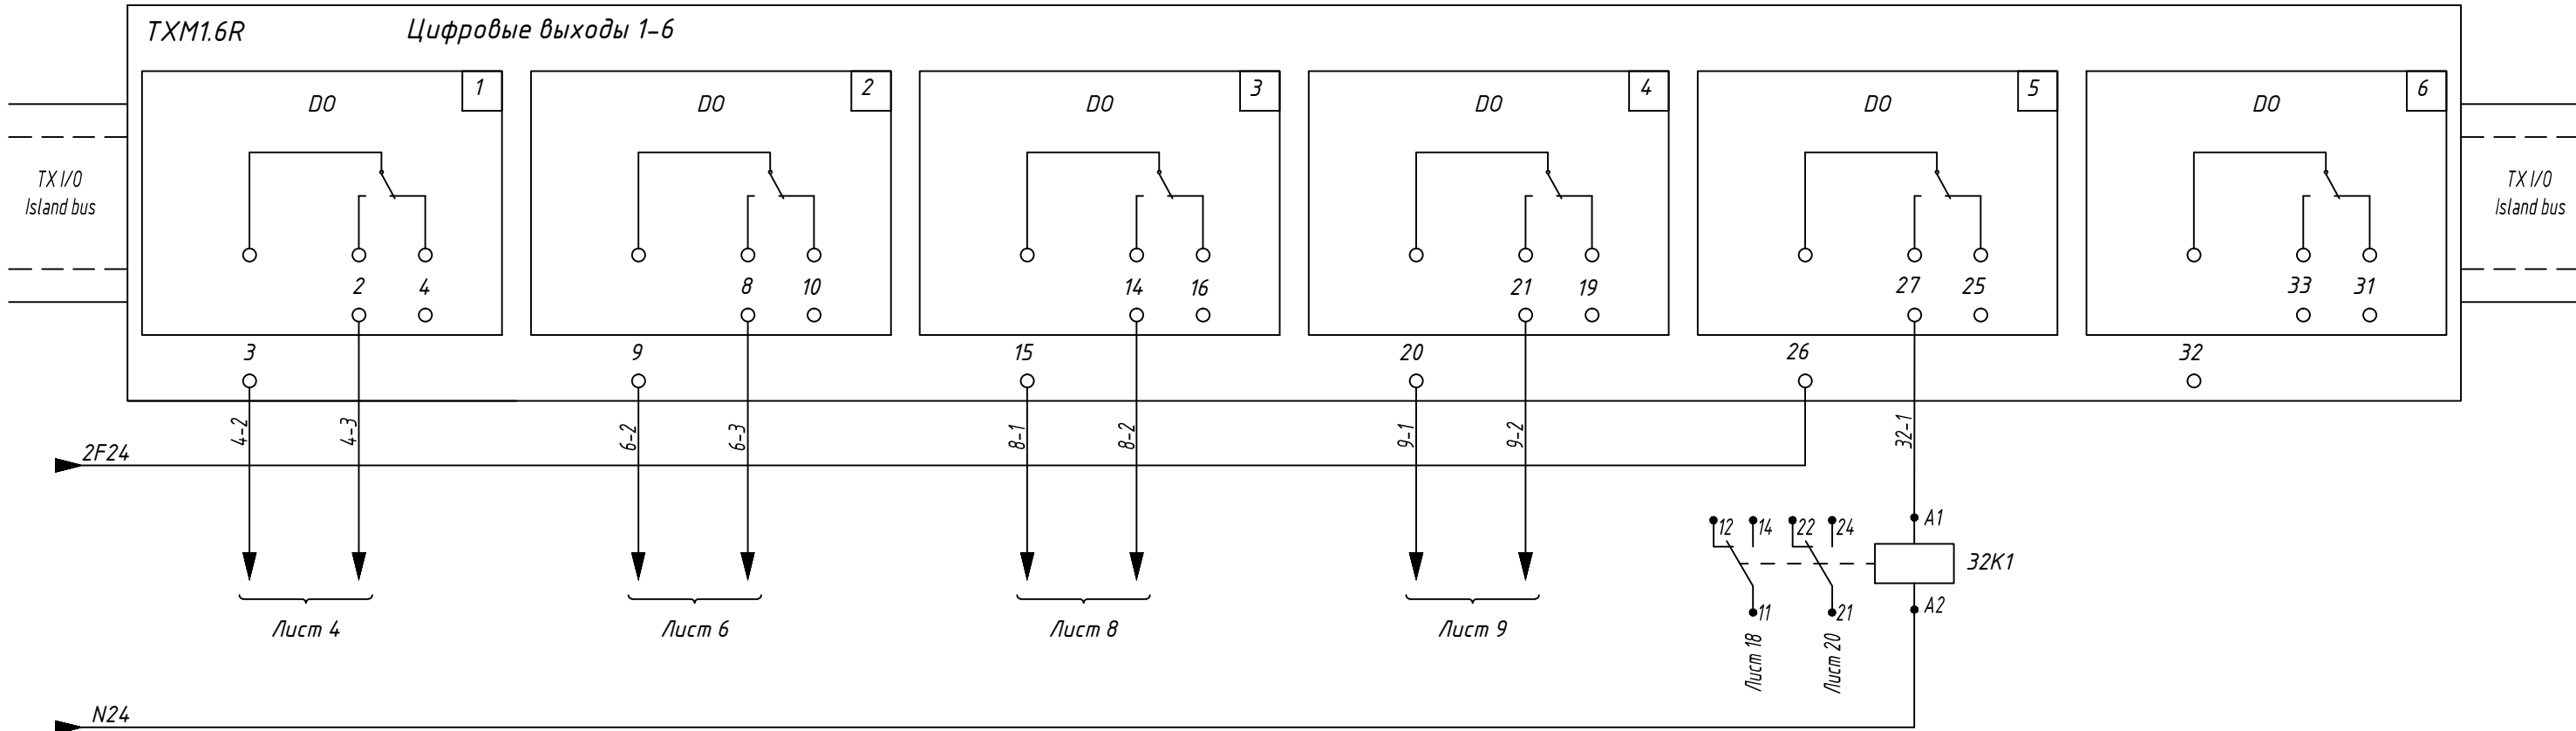 TXM1.6R
Цифровые выходы 1-6
DO 1
DO 2
DO 3
DO 4
DO 5
DO 6
TX I/O
Island bus
TX I/O
Island bus
2 4
8 10
14 16
21 19
27 25
33 31
3
9
15
20
26
32
4-2
4-3
6-2
6-3
8-1
8-2
9-1
9-2
32-1
2F24
12 14 22 24
A1
32K1
11 21
A2
Лист 4
Лист 6
Лист 8
Лист 9
Лист 18
Лист 20
N24